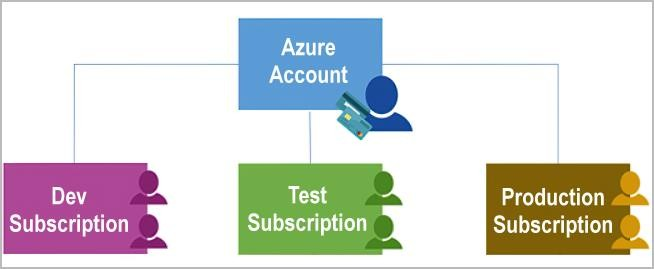 Azure
Account
Dev
Subscription
Test
Subscription
Production
Subscription